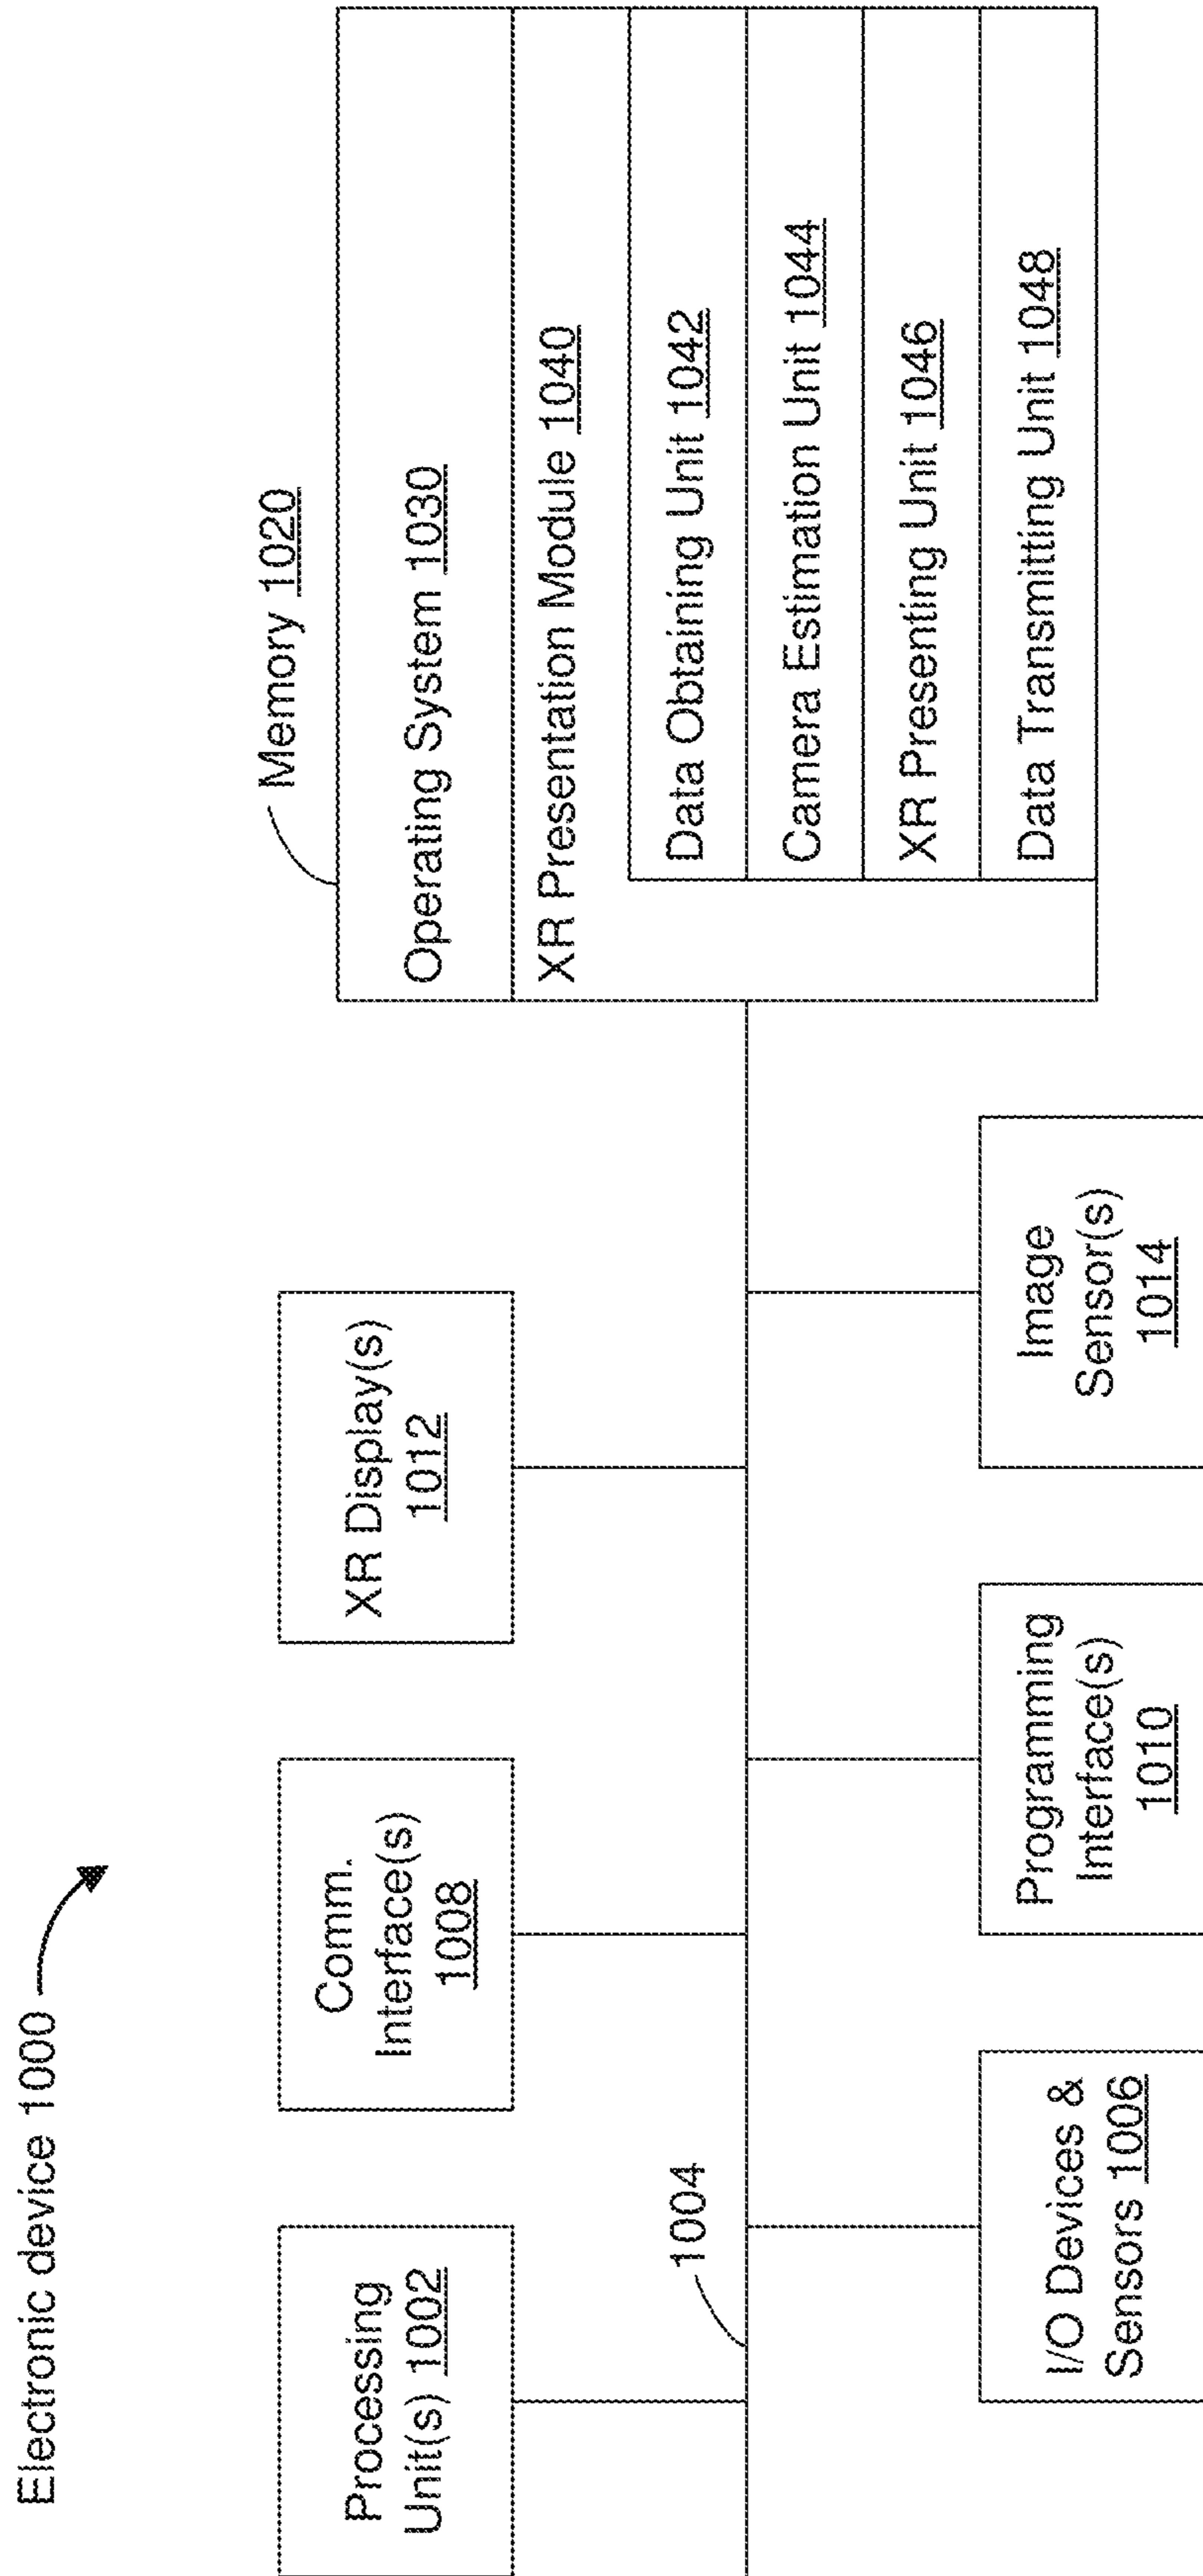 Electronic device 1000
Processing
Unit(s) 1002
Comm.
Interface(s)
1008
XR Display(s)
1012
Memory 1020
Operating System 1030
XR Presentation Module 1040
Data Obtaining Unit 1042
Camera Estimation Unit 1044
XR Presenting Unit 1046
Data Transmitting Unit 1048
1004
I/O Devices &
Sensors 1006
Programming
Interface(s)
1010
Image
Sensor(s)
1014